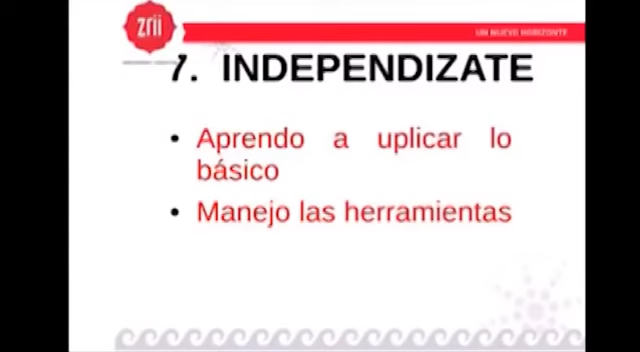 zrii
UN NUEVO HORIZONTE
7. INDEPENDIZATE
• Aprendo a uplicar lo
básico
• Manejo las herramientas